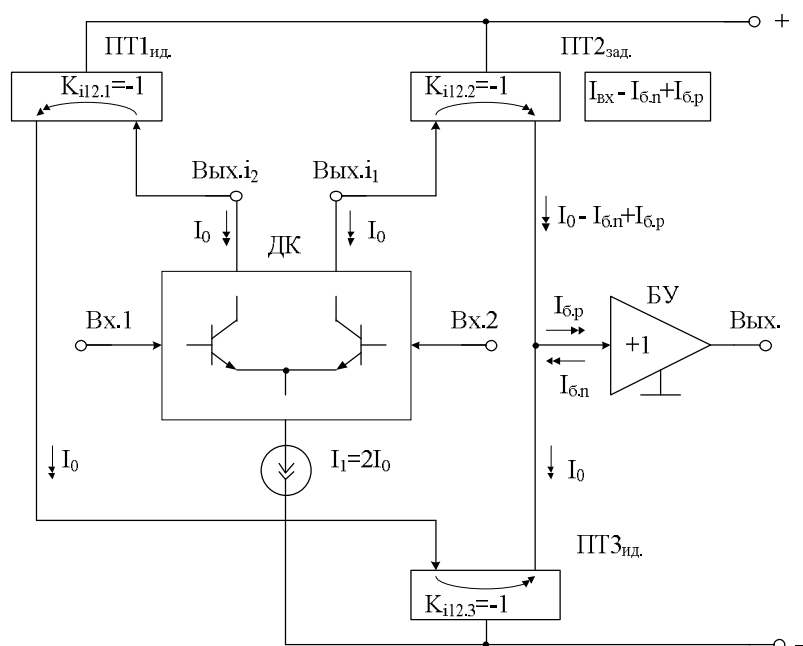 +
ПТ1ид.
ПТ2зад.
Ki12.1=-1
Ki12.2=-1
Iвх - Iб.n+Iб.p
Вых.i2
Вых.i1
I0
I0
I0 - Iб.n+Iб.p
ДК
БУ
Вх.1
Вх.2
Iб.p
+1
Вых.
Iб.n
I0
I1=2I0
I0
ПТ3ид.
Ki12.3=-1
–